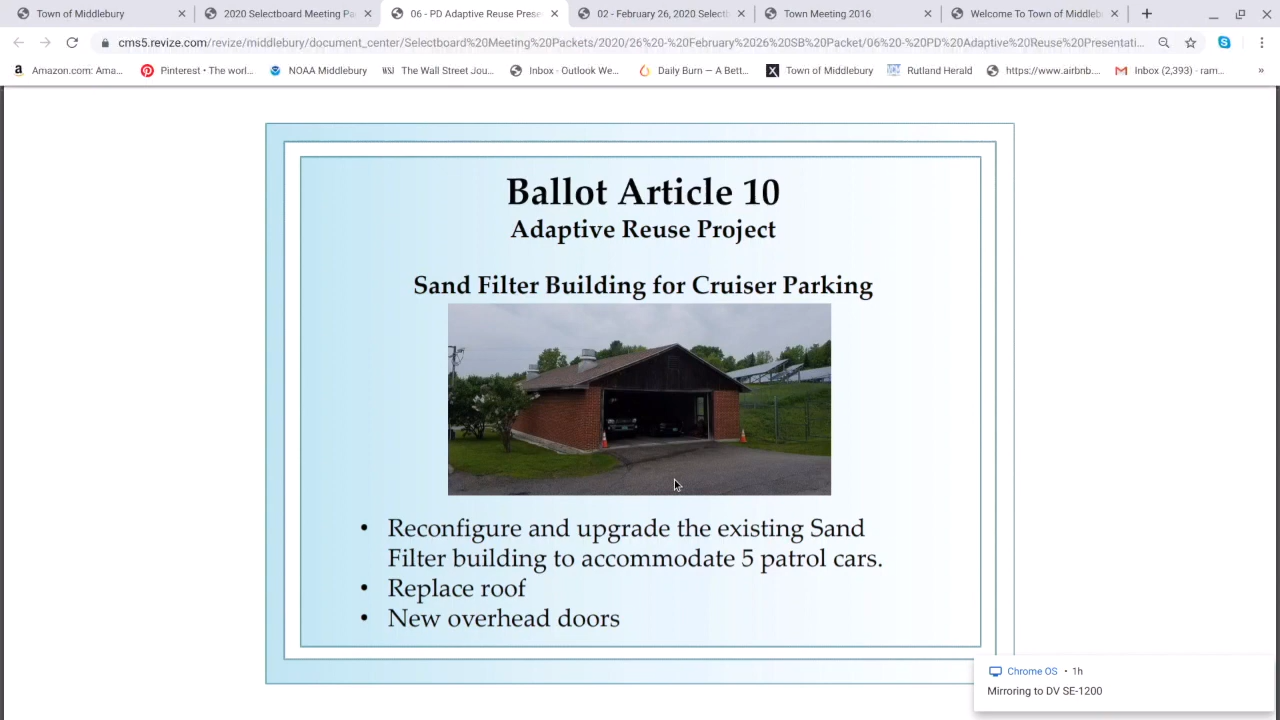 Town of Middlebury
2020 Selectboard Meeting Pa
06 - PD Adaptive Reuse Prese
02 - February 26, 2020 Select
Town Meeting 2016
Welcome To Town of Middleb
cms5.revize.com/revize/middlebury/document_center/Selectboard%20Meeting%20Packets/2020/26%20-%20February%2026%20SB%20Packet/06%20-%20PD%20Adaptive%20Reuse%20Presentati...
Amazon.com: Ama...
Pinterest • The worl...
NOAA Middlebury
WSJ The Wall Street Jou...
Inbox - Outlook We...
Daily Burn — A Bett...
Town of Middlebury
Rutland Herald
https://www.airbnb....
Inbox (2,393) - ram...
Ballot Article 10
Adaptive Reuse Project
Sand Filter Building for Cruiser Parking
• Reconfigure and upgrade the existing Sand
Filter building to accommodate 5 patrol cars.
• Replace roof
• New overhead doors
Chrome OS • 1h
Mirroring to DV SE-1200